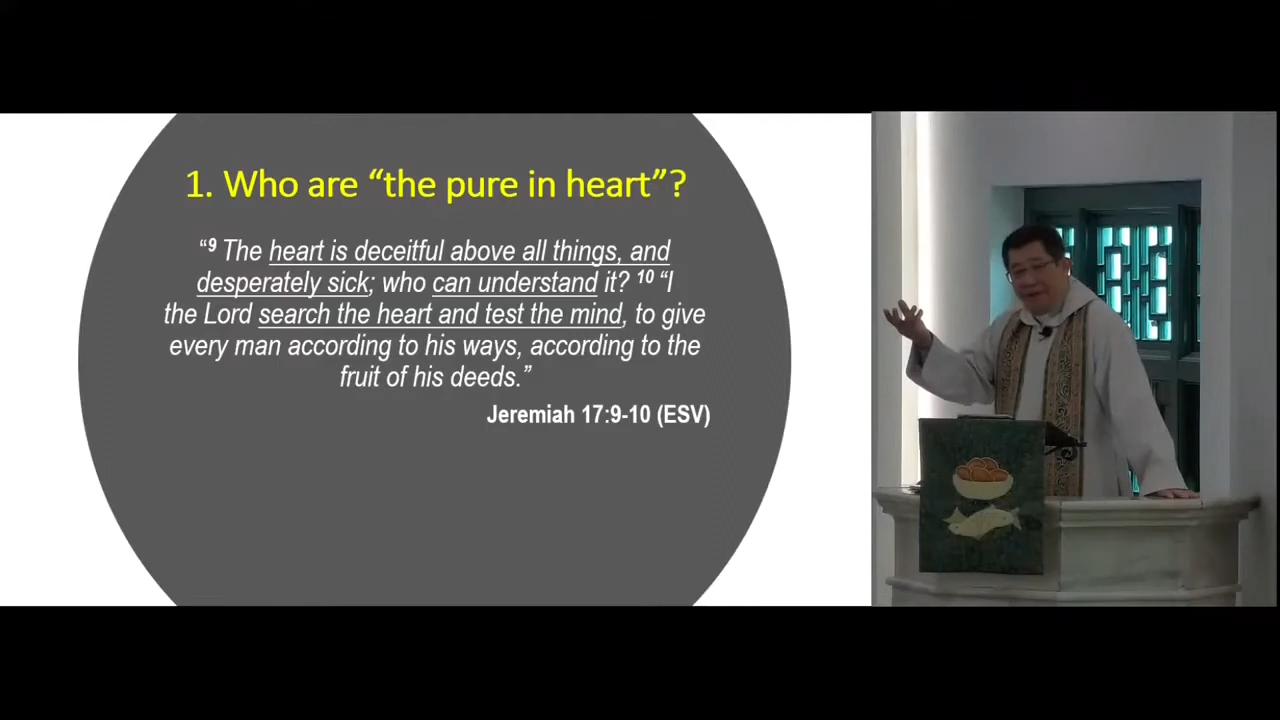 1. Who are “the pure in heart”?
“9 The heart is deceitful above all things, and
desperately sick; who can understand it? 10 “I
the Lord search the heart and test the mind, to give
every man according to his ways, according to the
fruit of his deeds.”
Jeremiah 17:9-10 (ESV)